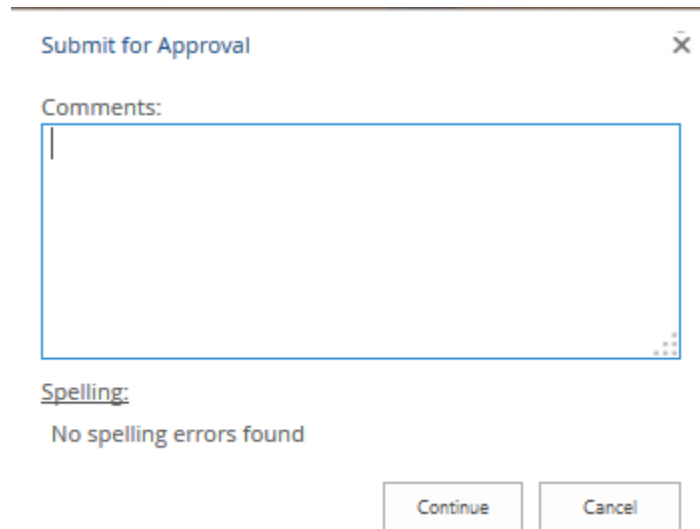 Submit for Approval
Comments:
Spelling:
No spelling errors found
Continue Cancel